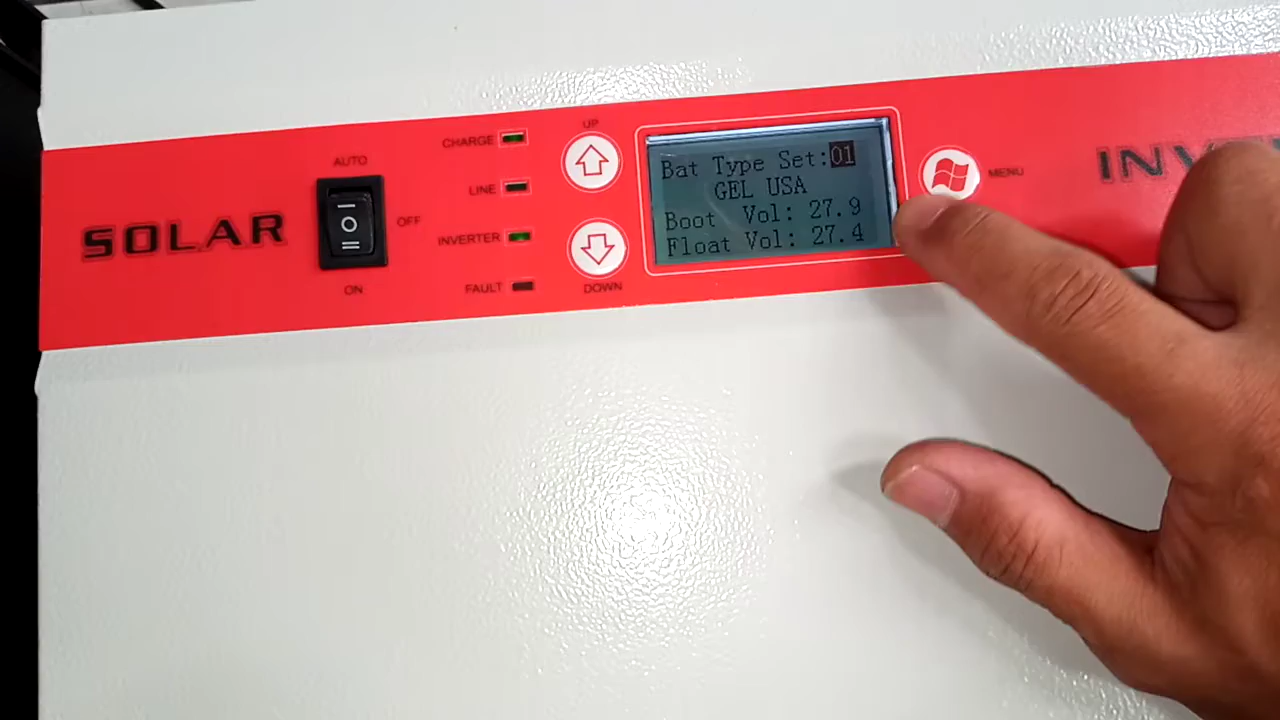 SOLAR
AUTO
OFF
ON
CHARGE
LINE
INVERTER
FAULT
UP
DOWN
Bat Type Set:01
GEL USA
Boot Vol: 27.9
Float Vol: 27.4
MENU